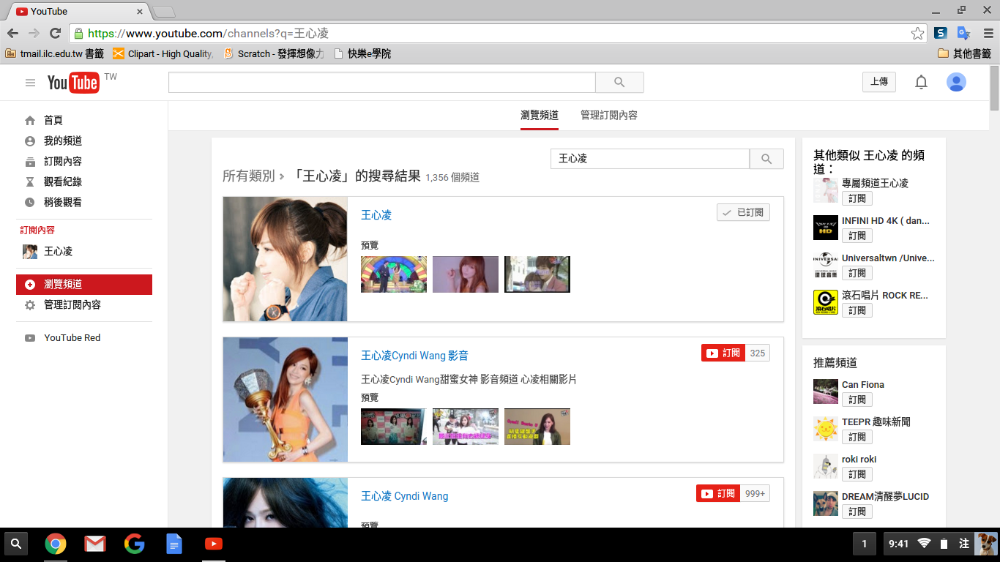 YouTube
https://www.youtube.com/channels?q=王心凌
tmail.ilc.edu.tw 書籤
Clipart - High Quality,
Scratch - 發揮想像力
快樂e學院
其他書籤
YouTube TW
上傳
首頁
我的頻道
訂閱內容
觀看紀錄
稍後觀看
訂閱內容
王心凌
瀏覽頻道
管理訂閱內容
YouTube Red
瀏覽頻道
管理訂閱內容
王心凌
所有類別 › 「王心凌」的搜尋結果 1,356 個頻道
王心凌
已訂閱
預覽
王心凌Cyndi Wang 影音
訂閱 325
王心凌Cyndi Wang甜蜜女神 影音頻道 心凌相關影片
預覽
王心凌 Cyndi Wang
訂閱 999+
預覽
其他類似 王心凌 的頻
道：
專屬頻道王心凌
訂閱
INFINI HD 4K ( dan...
訂閱
HD
Universaltwn /Unive...
訂閱
UNIVERSAL
環球音樂
滾石唱片 ROCK RE...
訂閱
滾石唱片
推薦頻道
Can Fiona
訂閱
TEEPR 趣味新聞
訂閱
roki roki
訂閱
DREAM清醒夢LUCID
訂閱
1
9:41
注